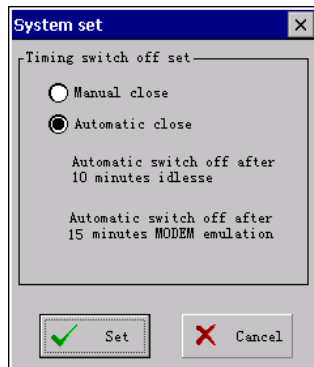 System set
Timing switch off set
Manual close
Automatic close
Automatic switch off after
10 minutes idlesse
Automatic switch off after
15 minutes MODEM emulation
Set
Cancel